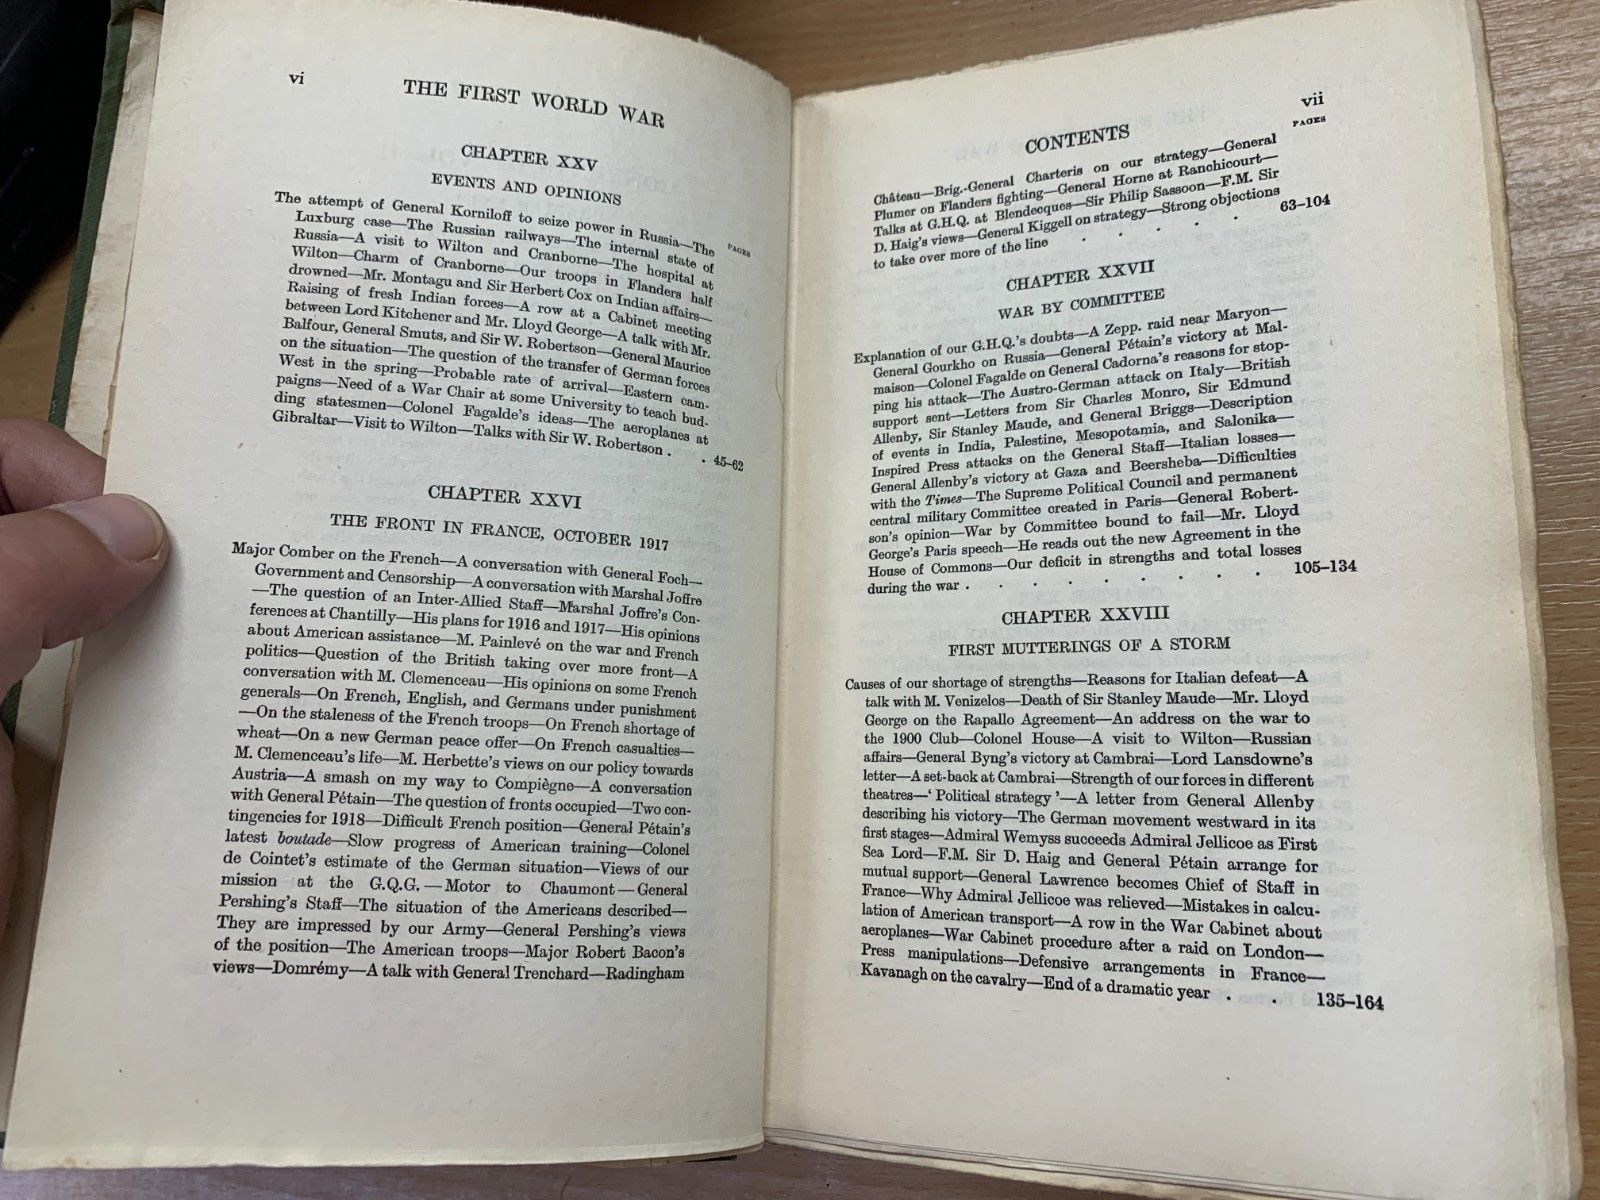 vi
THE FIRST WORLD WAR
CHAPTER XXV
EVENTS AND OPINIONS
PAGES
The attempt of General Korniloff to seize power in Russia—The
Luxburg case—The Russian railways—The internal state of
Russia—A visit to Wilton and Cranborne—The hospital at
Wilton—Charm of Cranborne—Our troops in Flanders half
drowned—Mr. Montagu and Sir Herbert Cox on Indian affairs—
Raising of fresh Indian forces—A row at a Cabinet meeting
between Lord Kitchener and Mr. Lloyd George—A talk with Mr.
Balfour, General Smuts, and Sir W. Robertson—General Maurice
on the situation—The question of the transfer of German forces
West in the spring—Probable rate of arrival—Eastern cam-
paigns—Need of a War Chair at some University to teach bud-
ding statesmen—Colonel Fagalde's ideas—The aeroplanes at
Gibraltar—Visit to Wilton—Talks with Sir W. Robertson . . 45–62
CHAPTER XXVI
THE FRONT IN FRANCE, OCTOBER 1917
Major Comber on the French—A conversation with General Foch—
Government and Censorship—A conversation with Marshal Joffre
—The question of an Inter-Allied Staff—Marshal Joffre's Con-
ferences at Chantilly—His plans for 1916 and 1917—His opinions
about American assistance—M. Painlevé on the war and French
politics—Question of the British taking over more front—A
conversation with M. Clemenceau—His opinions on some French
generals—On French, English, and Germans under punishment
—On the staleness of the French troops—On French shortage of
wheat—On a new German peace offer—On French casualties—
M. Clemenceau's life—M. Herbette's views on our policy towards
Austria—A smash on my way to Compiègne—A conversation
with General Pétain—The question of fronts occupied—Two con-
tingencies for 1918—Difficult French position—General Pétain's
latest boutade—Slow progress of American training—Colonel
de Cointet's estimate of the German situation—Views of our
mission at the G.Q.G.—Motor to Chaumont—General
Pershing's Staff—The situation of the Americans described—
They are impressed by our Army—General Pershing's views
of the position—The American troops—Major Robert Bacon's
views—Domrémy—A talk with General Trenchard—Radingham
vii
CONTENTS
PAGES
Château—Brig.-General Charteris on our strategy—General
Plumer on Flanders fighting—General Horne at Ranchicourt—
Talks at G.H.Q. at Blendecques—Sir Philip Sassoon—F.M. Sir
D. Haig's views—General Kiggell on strategy—Strong objections
to take over more of the line . . . . 63–104
CHAPTER XXVII
WAR BY COMMITTEE
Explanation of our G.H.Q.'s doubts—A Zepp. raid near Maryon—
General Gourkho on Russia—General Pétain's victory at Mal-
maison—Colonel Fagalde on General Cadorna's reasons for stop-
ping his attack—The Austro-German attack on Italy—British
support sent—Letters from Sir Charles Monro, Sir Edmund
Allenby, Sir Stanley Maude, and General Briggs—Description
of events in India, Palestine, Mesopotamia, and Salonika—
Inspired Press attacks on the General Staff—Italian losses—
General Allenby's victory at Gaza and Beersheba—Difficulties
with the Times—The Supreme Political Council and permanent
central military Committee created in Paris—General Robert-
son's opinion—War by Committee bound to fail—Mr. Lloyd
George's Paris speech—He reads out the new Agreement in the
House of Commons—Our deficit in strengths and total losses
during the war . . . . . . . . . 105–134
CHAPTER XXVIII
FIRST MUTTERINGS OF A STORM
Causes of our shortage of strengths—Reasons for Italian defeat—A
talk with M. Venizelos—Death of Sir Stanley Maude—Mr. Lloyd
George on the Rapallo Agreement—An address on the war to
the 1900 Club—Colonel House—A visit to Wilton—Russian
affairs—General Byng's victory at Cambrai—Lord Lansdowne's
letter—A set-back at Cambrai—Strength of our forces in different
theatres—‘Political strategy’—A letter from General Allenby
describing his victory—The German movement westward in its
first stages—Admiral Wemyss succeeds Admiral Jellicoe as First
Sea Lord—F.M. Sir D. Haig and General Pétain arrange for
mutual support—General Lawrence becomes Chief of Staff in
France—Why Admiral Jellicoe was relieved—Mistakes in calcu-
lation of American transport—A row in the War Cabinet about
aeroplanes—War Cabinet procedure after a raid on London—
Press manipulations—Defensive arrangements in France—
Kavanagh on the cavalry—End of a dramatic year . . 135–164